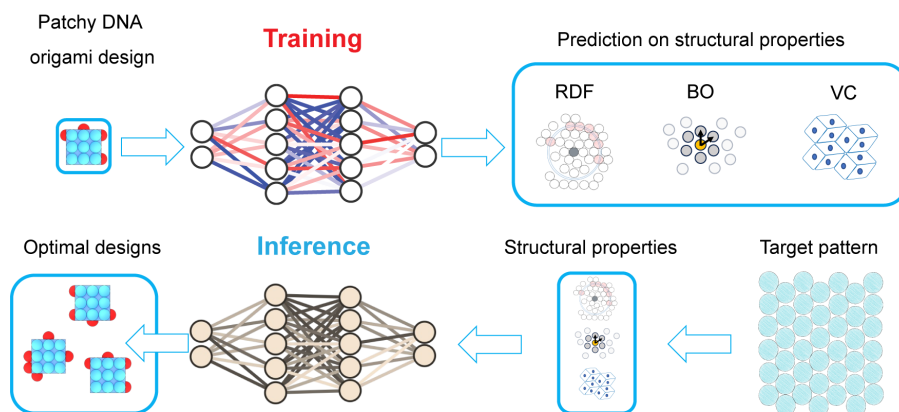 Patchy DNA
origami design
Training
Prediction on structural properties
RDF
BO
VC
Optimal designs
Inference
Structural properties
Target pattern